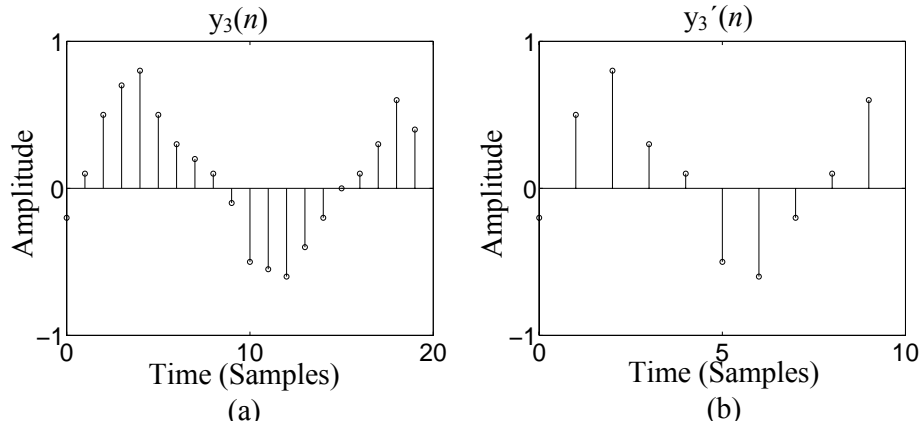 y₃(n)
1
0
−1
Amplitude
0
10
20
Time (Samples)
(a)
y₃´(n)
1
0
−1
Amplitude
0
5
10
Time (Samples)
(b)